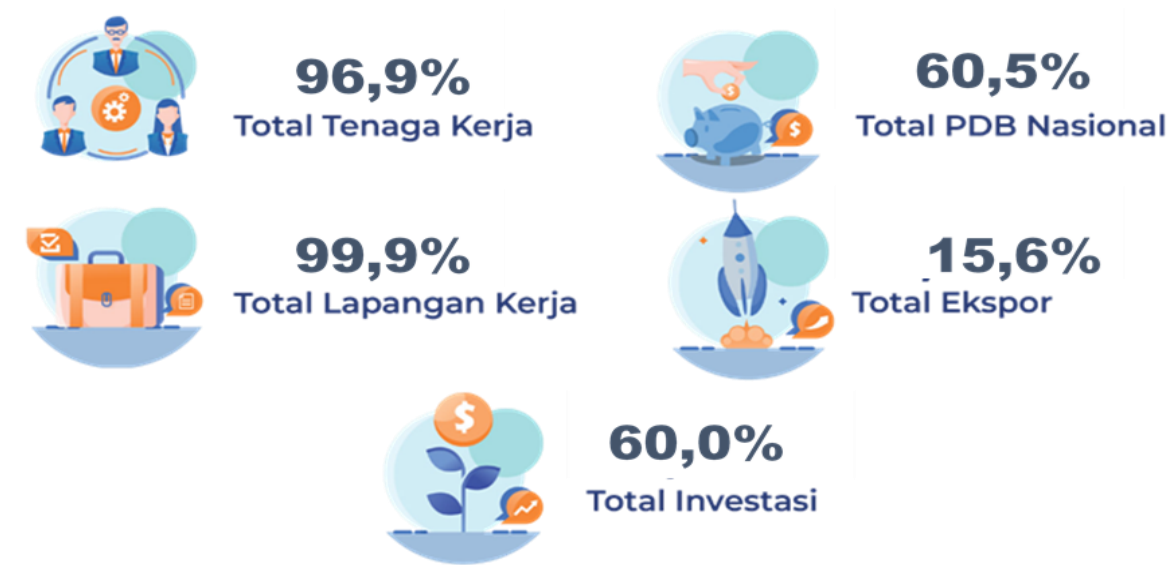 96,9%
Total Tenaga Kerja
60,5%
Total PDB Nasional
99,9%
Total Lapangan Kerja
15,6%
Total Ekspor
60,0%
Total Investasi